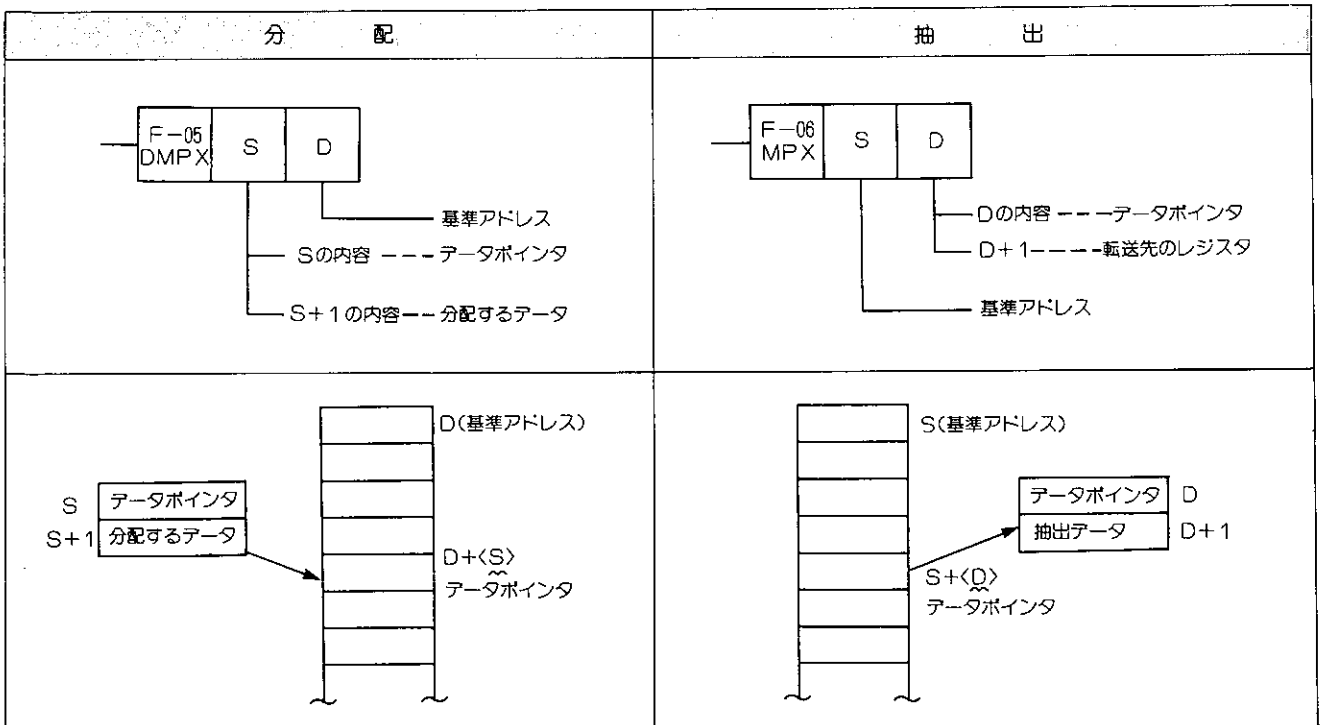 分配
抽出
F-05
DMPX
S
D
基準アドレス
Sの内容 --- データポインタ
S+1の内容 -- 分配するデータ
F-06
MPX
S
D
Dの内容 ---- データポインタ
D+1 ---- 転送先のレジスタ
基準アドレス
D(基準アドレス)
S データポインタ
S+1 分配するデータ
D+〈S〉
データポインタ
S(基準アドレス)
データポインタ D
抽出データ D+1
S+〈D〉
データポインタ